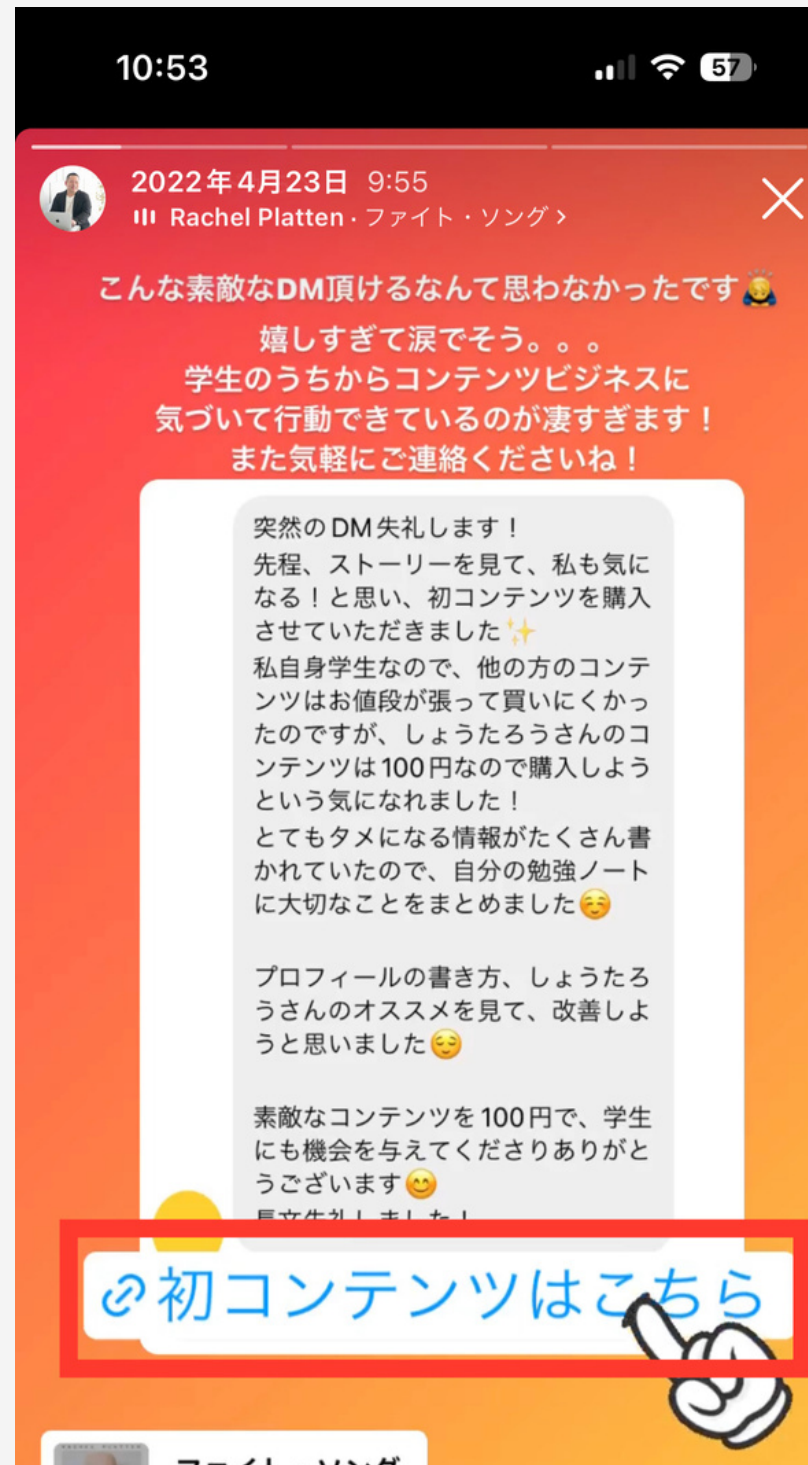 10:53
57
2022年4月23日 9:55
Rachel Platten・ファイト・ソング >
こんな素敵なDM頂けるなんて思わなかったです🙇
嬉しすぎて涙でそう。。。
学生のうちからコンテンツビジネスに
気づいて行動できているのが凄すぎます！
また気軽にご連絡くださいね！
突然のDM失礼します！
先程、ストーリーを見て、私も気に
なる！と思い、初コンテンツを購入
させていただきました✨
私自身学生なので、他の方のコンテ
ンツはお値段が張って買いにくかっ
たのですが、しょうたろうさんのコ
ンテンツは100円なので購入しよう
という気になれました！
とてもタメになる情報がたくさん書
かれていたので、自分の勉強ノート
に大切なことをまとめました☺️
プロフィールの書き方、しょうたろ
うさんのオススメを見て、改善しよ
うと思いました😌
素敵なコンテンツを100円で、学生
にも機会を与えてくださりありがと
うございます😊
長文失礼しました！
初コンテンツはこちら
RACHEL PLATTEN
ファイト・ソング